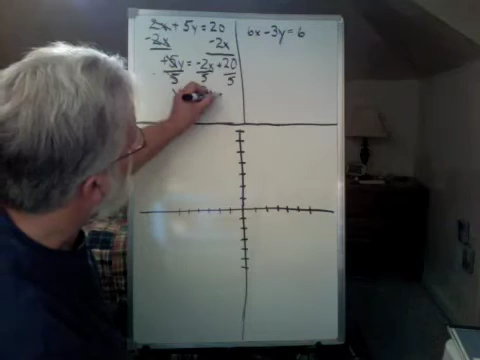 2x + 5y = 20
-2x -2x
+5y = -2x + 20
5 5 5
y
6x - 3y = 6